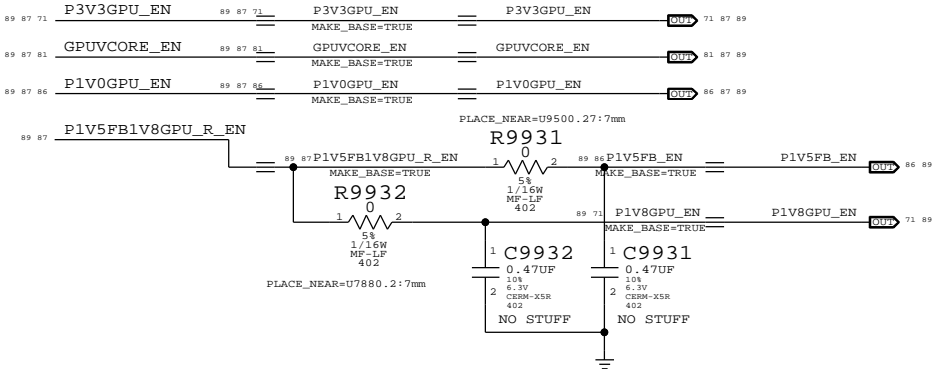 89 87 71 P3V3GPU_EN 89 87 71 P3V3GPU_EN P3V3GPU_EN OUT 71 87 89
MAKE_BASE=TRUE
89 87 81 GPUVCORE_EN 89 87 81 GPUVCORE_EN GPUVCORE_EN OUT 81 87 89
MAKE_BASE=TRUE
89 87 86 P1V0GPU_EN 89 87 86 P1V0GPU_EN P1V0GPU_EN OUT 86 87 89
MAKE_BASE=TRUE
PLACE_NEAR=U9500.27:7mm
89 87 P1V5FB1V8GPU_R_EN
R9931
0
89 87 P1V5FB1V8GPU_R_EN 1 2 89 86 P1V5FB_EN P1V5FB_EN OUT 86 89
MAKE_BASE=TRUE MAKE_BASE=TRUE
5%
1/16W
MF-LF
402
R9932
0
1 2 89 71 P1V8GPU_EN P1V8GPU_EN OUT 71 89
MAKE_BASE=TRUE
5%
1/16W
MF-LF
402
PLACE_NEAR=U7880.2:7mm
1 C9932
0.47UF
10%
2 6.3V
CERM-X5R
402
NO STUFF
1 C9931
0.47UF
10%
2 6.3V
CERM-X5R
402
NO STUFF